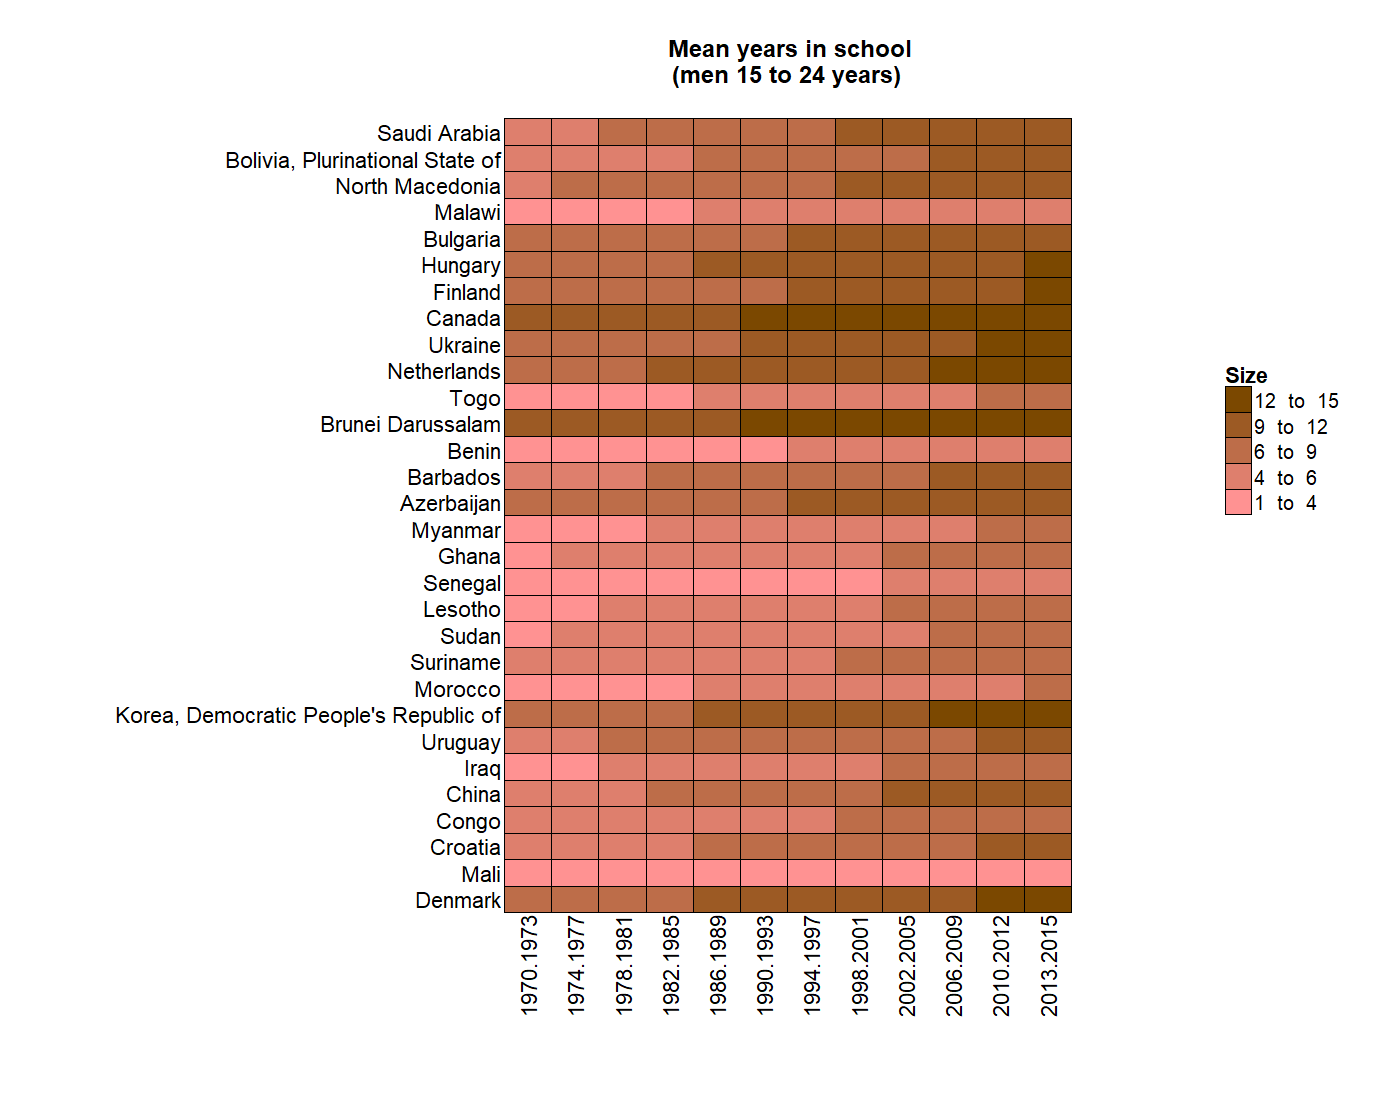 Mean years in school
(men 15 to 24 years)
Saudi Arabia
Bolivia, Plurinational State of
North Macedonia
Malawi
Bulgaria
Hungary
Finland
Canada
Ukraine
Netherlands
Togo
Brunei Darussalam
Benin
Barbados
Azerbaijan
Myanmar
Ghana
Senegal
Lesotho
Sudan
Suriname
Morocco
Korea, Democratic People's Republic of
Uruguay
Iraq
China
Congo
Croatia
Mali
Denmark
1970.1973
1974.1977
1978.1981
1982.1985
1986.1989
1990.1993
1994.1997
1998.2001
2002.2005
2006.2009
2010.2012
2013.2015
Size
12 to 15
9 to 12
6 to 9
4 to 6
1 to 4